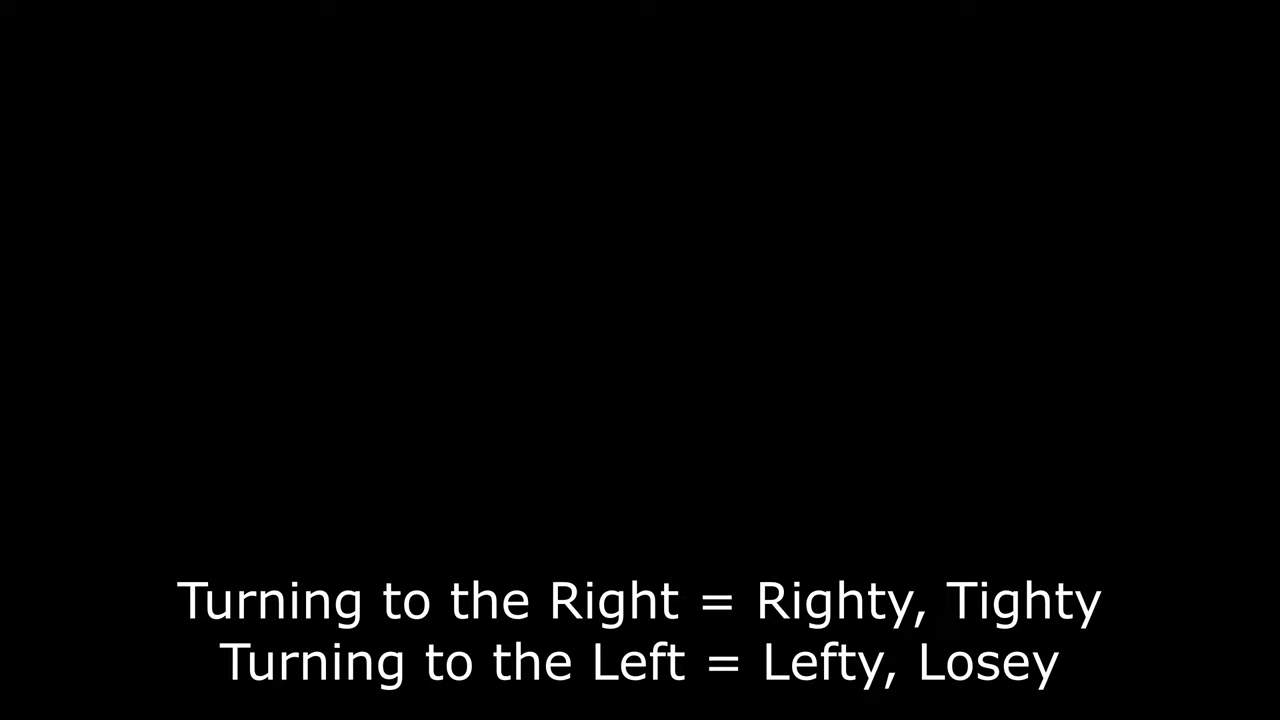 Turning to the Right = Righty, Tighty
Turning to the Left = Lefty, Losey